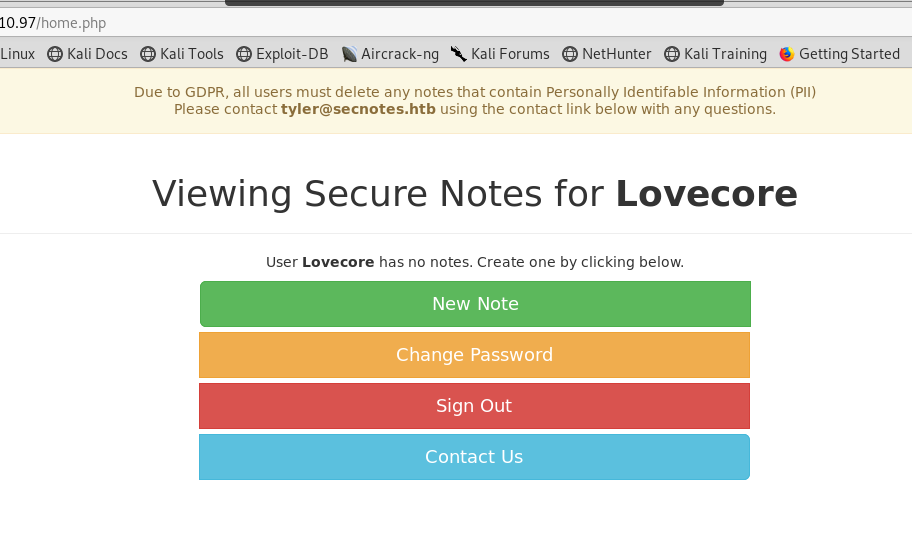 10.97/home.php
Linux Kali Docs Kali Tools Exploit-DB Aircrack-ng Kali Forums NetHunter Kali Training Getting Started
Due to GDPR, all users must delete any notes that contain Personally Identifable Information (PII)
Please contact tyler@secnotes.htb using the contact link below with any questions.
Viewing Secure Notes for Lovecore
User Lovecore has no notes. Create one by clicking below.
New Note
Change Password
Sign Out
Contact Us